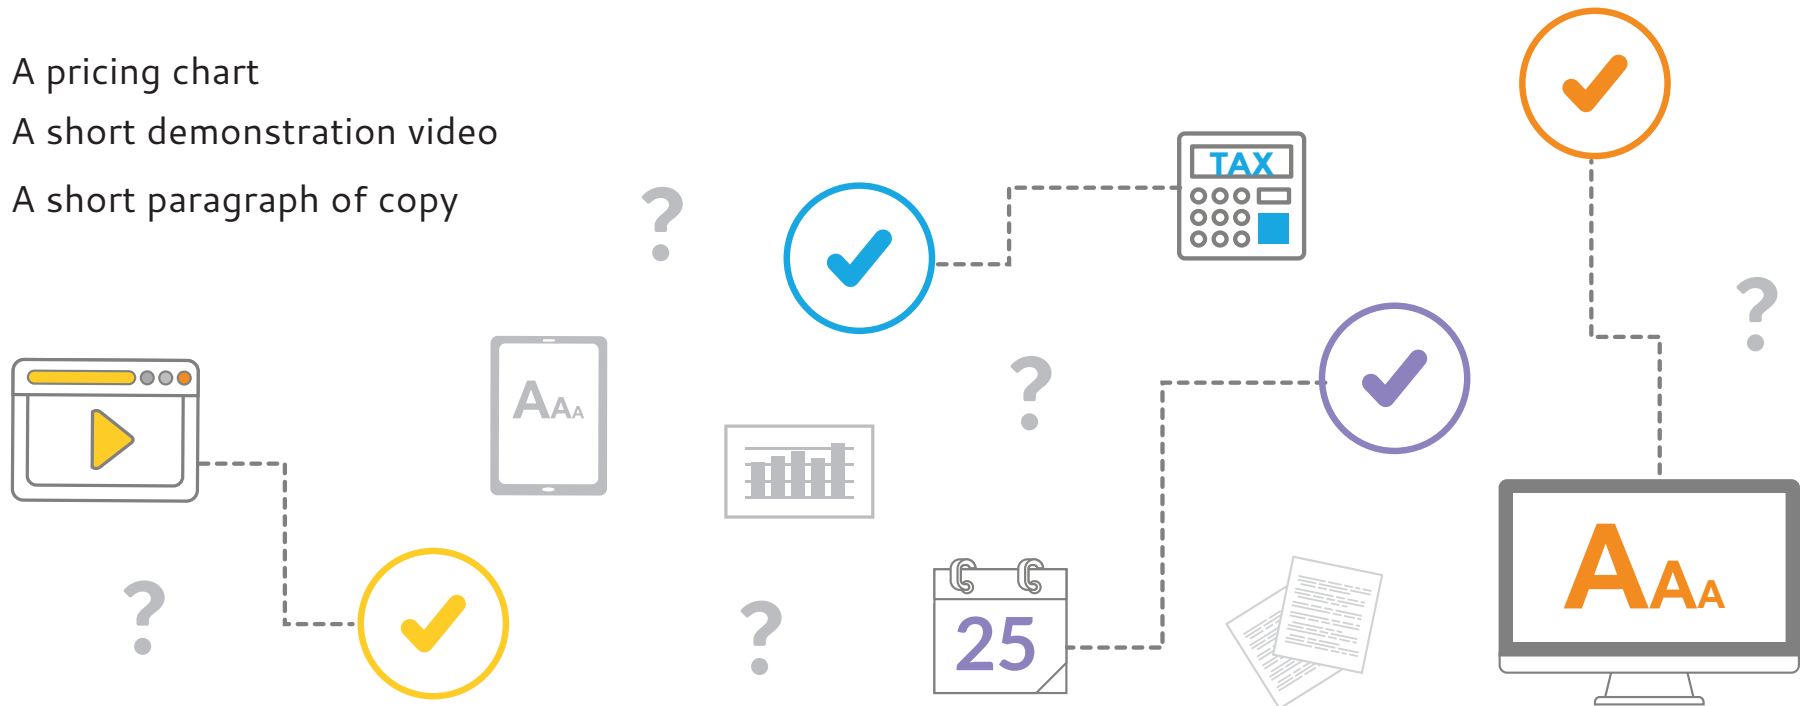 A pricing chart
A short demonstration video
A short paragraph of copy
TAX
AAA
25
AAA